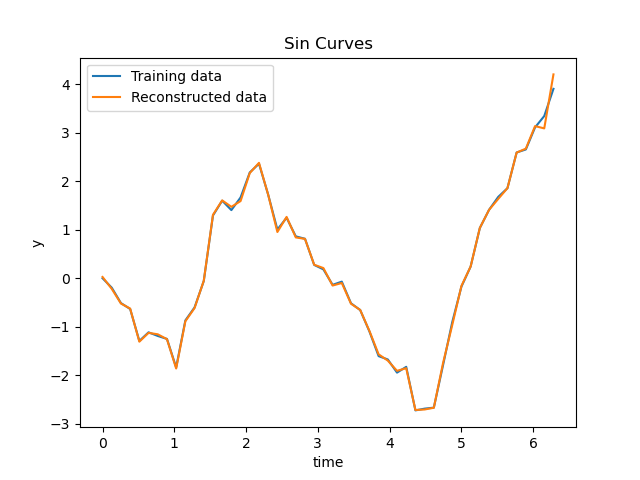 Sin Curves
Training data
Reconstructed data
4
3
2
1
0
−1
−2
−3
y
0 1 2 3 4 5 6
time